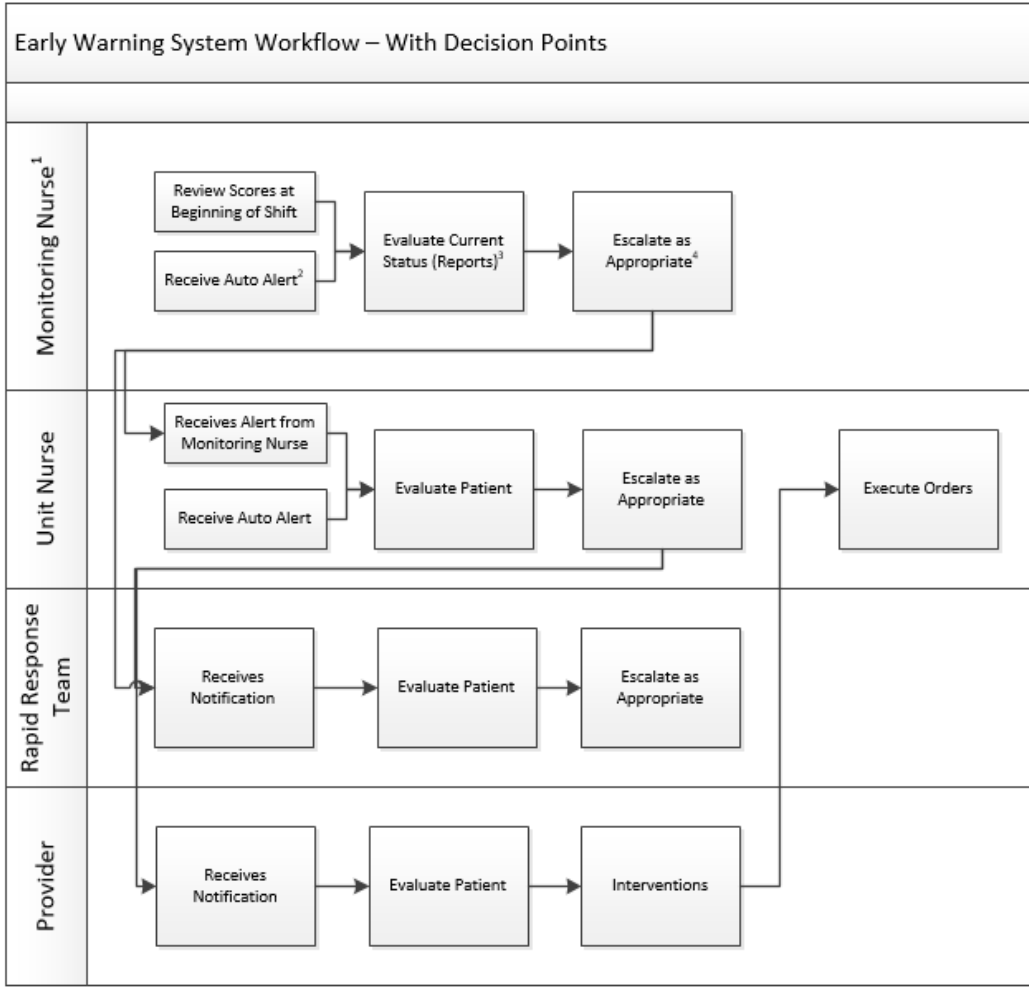 Early Warning System Workflow – With Decision Points
Monitoring Nurse¹
Review Scores at
Beginning of Shift
Receive Auto Alert²
Evaluate Current
Status (Reports)³
Escalate as
Appropriate⁴
Unit Nurse
Receives Alert from
Monitoring Nurse
Receive Auto Alert
Evaluate Patient
Escalate as
Appropriate
Execute Orders
Rapid Response
Team
Receives
Notification
Evaluate Patient
Escalate as
Appropriate
Provider
Receives
Notification
Evaluate Patient
Interventions